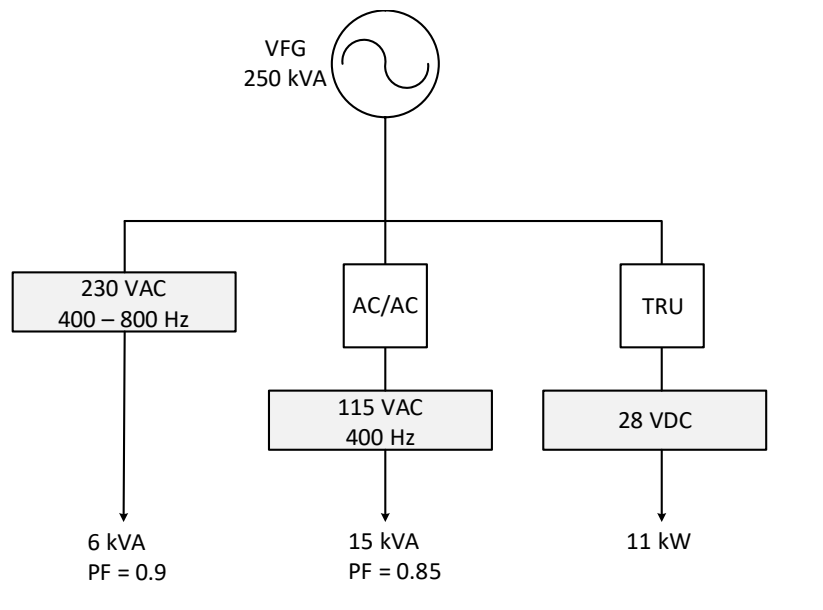 VFG
250 kVA
230 VAC
400 – 800 Hz
AC/AC
TRU
115 VAC
400 Hz
28 VDC
6 kVA
PF = 0.9
15 kVA
PF = 0.85
11 kW